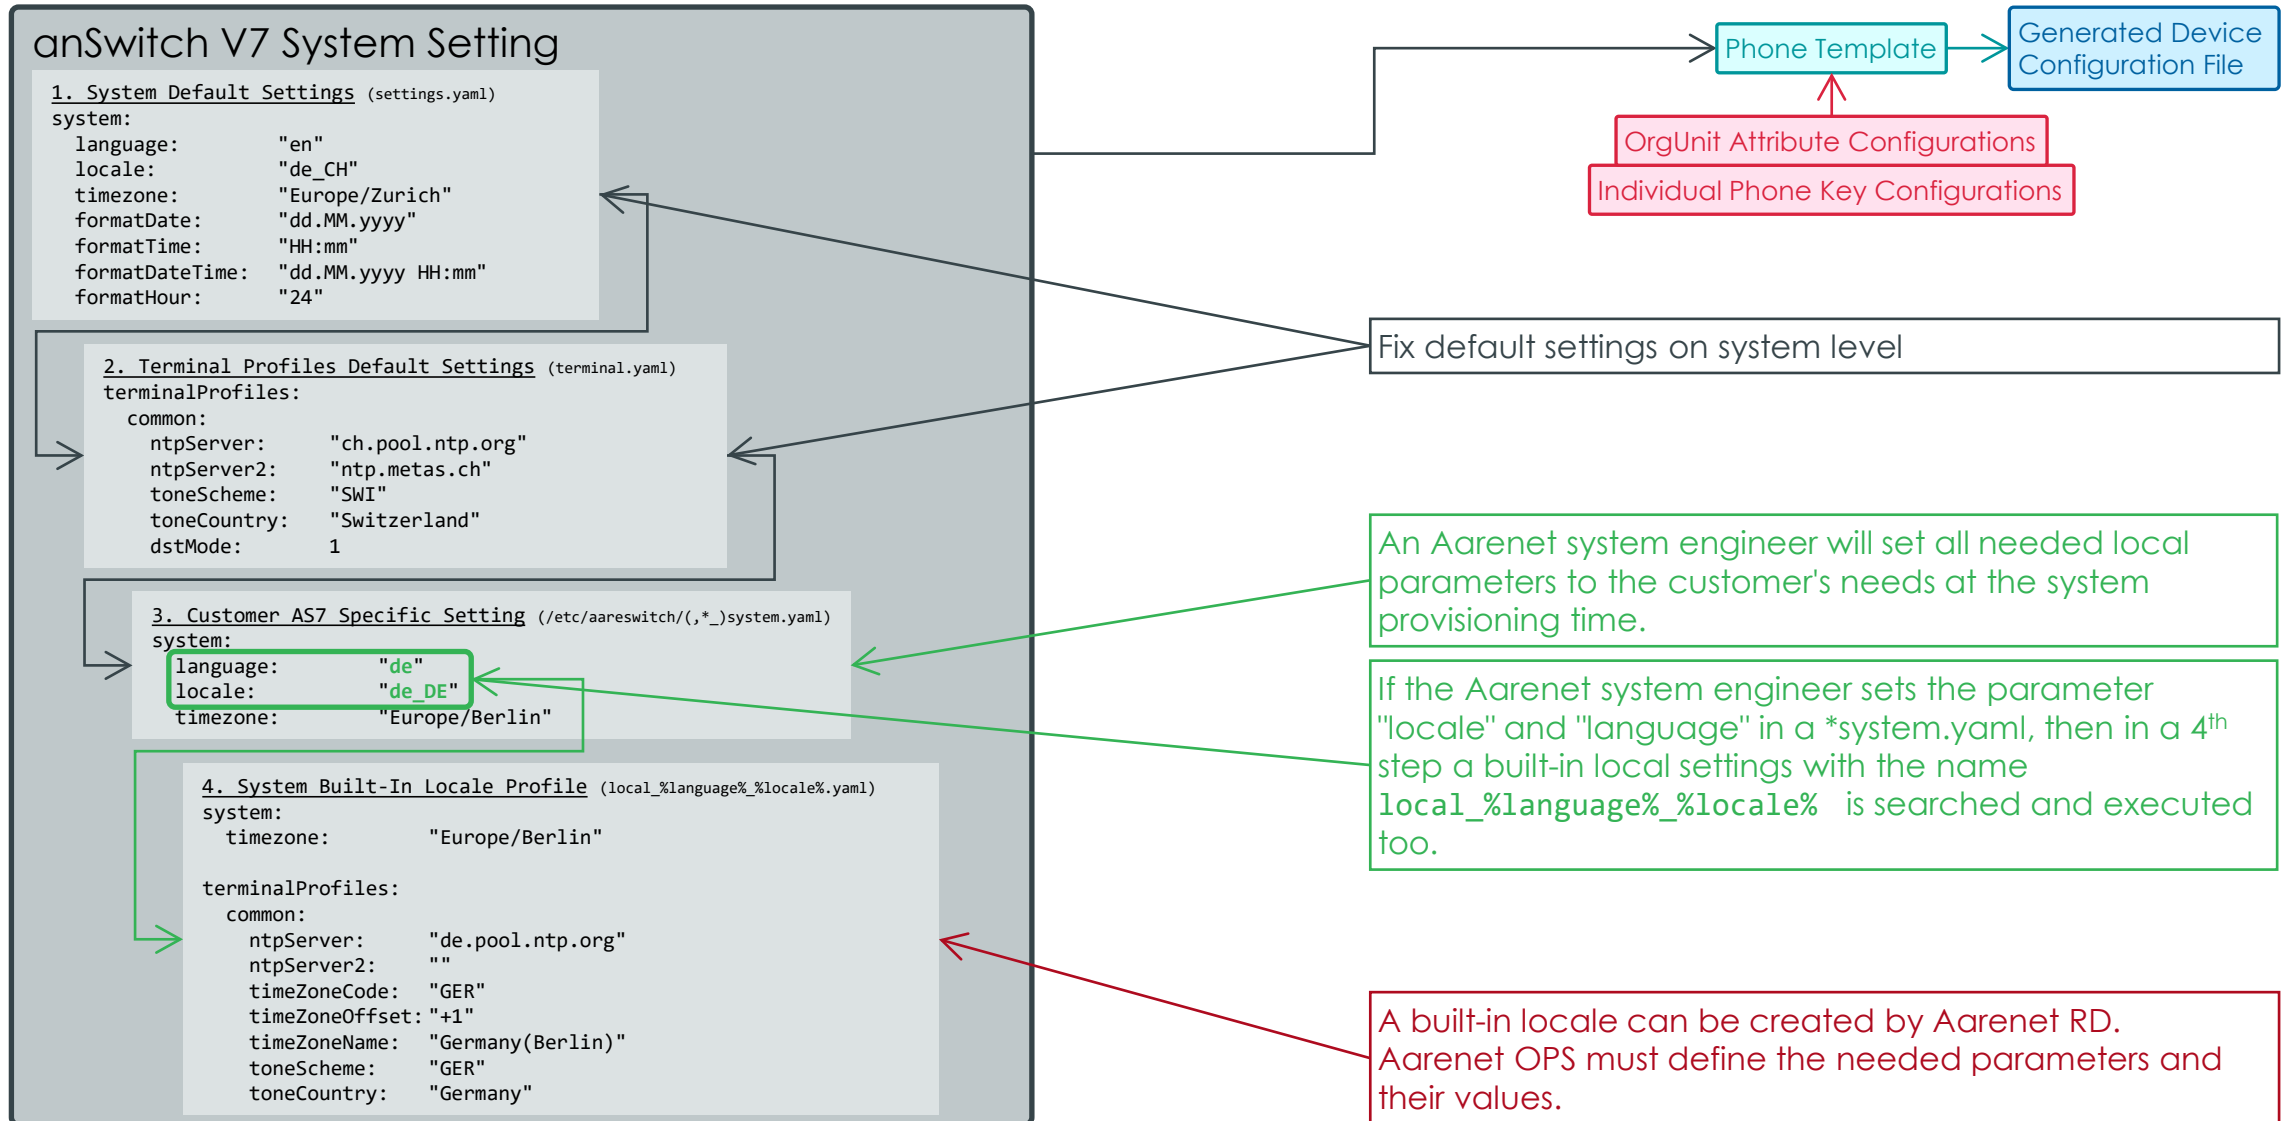 anSwitch V7 System Setting
1. System Default Settings (settings.yaml)
system:
language: "en"
locale: "de_CH"
timezone: "Europe/Zurich"
formatDate: "dd.MM.yyyy"
formatTime: "HH:mm"
formatDateTime: "dd.MM.yyyy HH:mm"
formatHour: "24"
2. Terminal Profiles Default Settings (terminal.yaml)
terminalProfiles:
common:
ntpServer: "ch.pool.ntp.org"
ntpServer2: "ntp.metas.ch"
toneScheme: "SWI"
toneCountry: "Switzerland"
dstMode: 1
3. Customer AS7 Specific Setting (/etc/aareswitch/(,*_)system.yaml)
system:
language: "de"
locale: "de_DE"
timezone: "Europe/Berlin"
4. System Built-In Locale Profile (local_%language%_%locale%.yaml)
system:
timezone: "Europe/Berlin"
terminalProfiles:
common:
ntpServer: "de.pool.ntp.org"
ntpServer2: ""
timeZoneCode: "GER"
timeZoneOffset: "+1"
timeZoneName: "Germany(Berlin)"
toneScheme: "GER"
toneCountry: "Germany"
Phone Template
Generated Device
Configuration File
OrgUnit Attribute Configurations
Individual Phone Key Configurations
Fix default settings on system level
An Aarenet system engineer will set all needed local
parameters to the customer's needs at the system
provisioning time.
If the Aarenet system engineer sets the parameter
"locale" and "language" in a *system.yaml, then in a 4th
step a built-in local settings with the name
local_%language%_%locale% is searched and executed
too.
A built-in locale can be created by Aarenet RD.
Aarenet OPS must define the needed parameters and
their values.